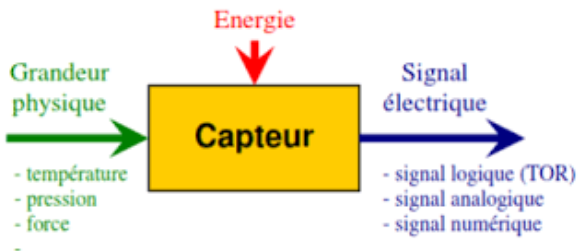 Energie
Grandeur
physique
Signal
électrique
Capteur
- température
- pression
- force
-
- signal logique (TOR)
- signal analogique
- signal numérique